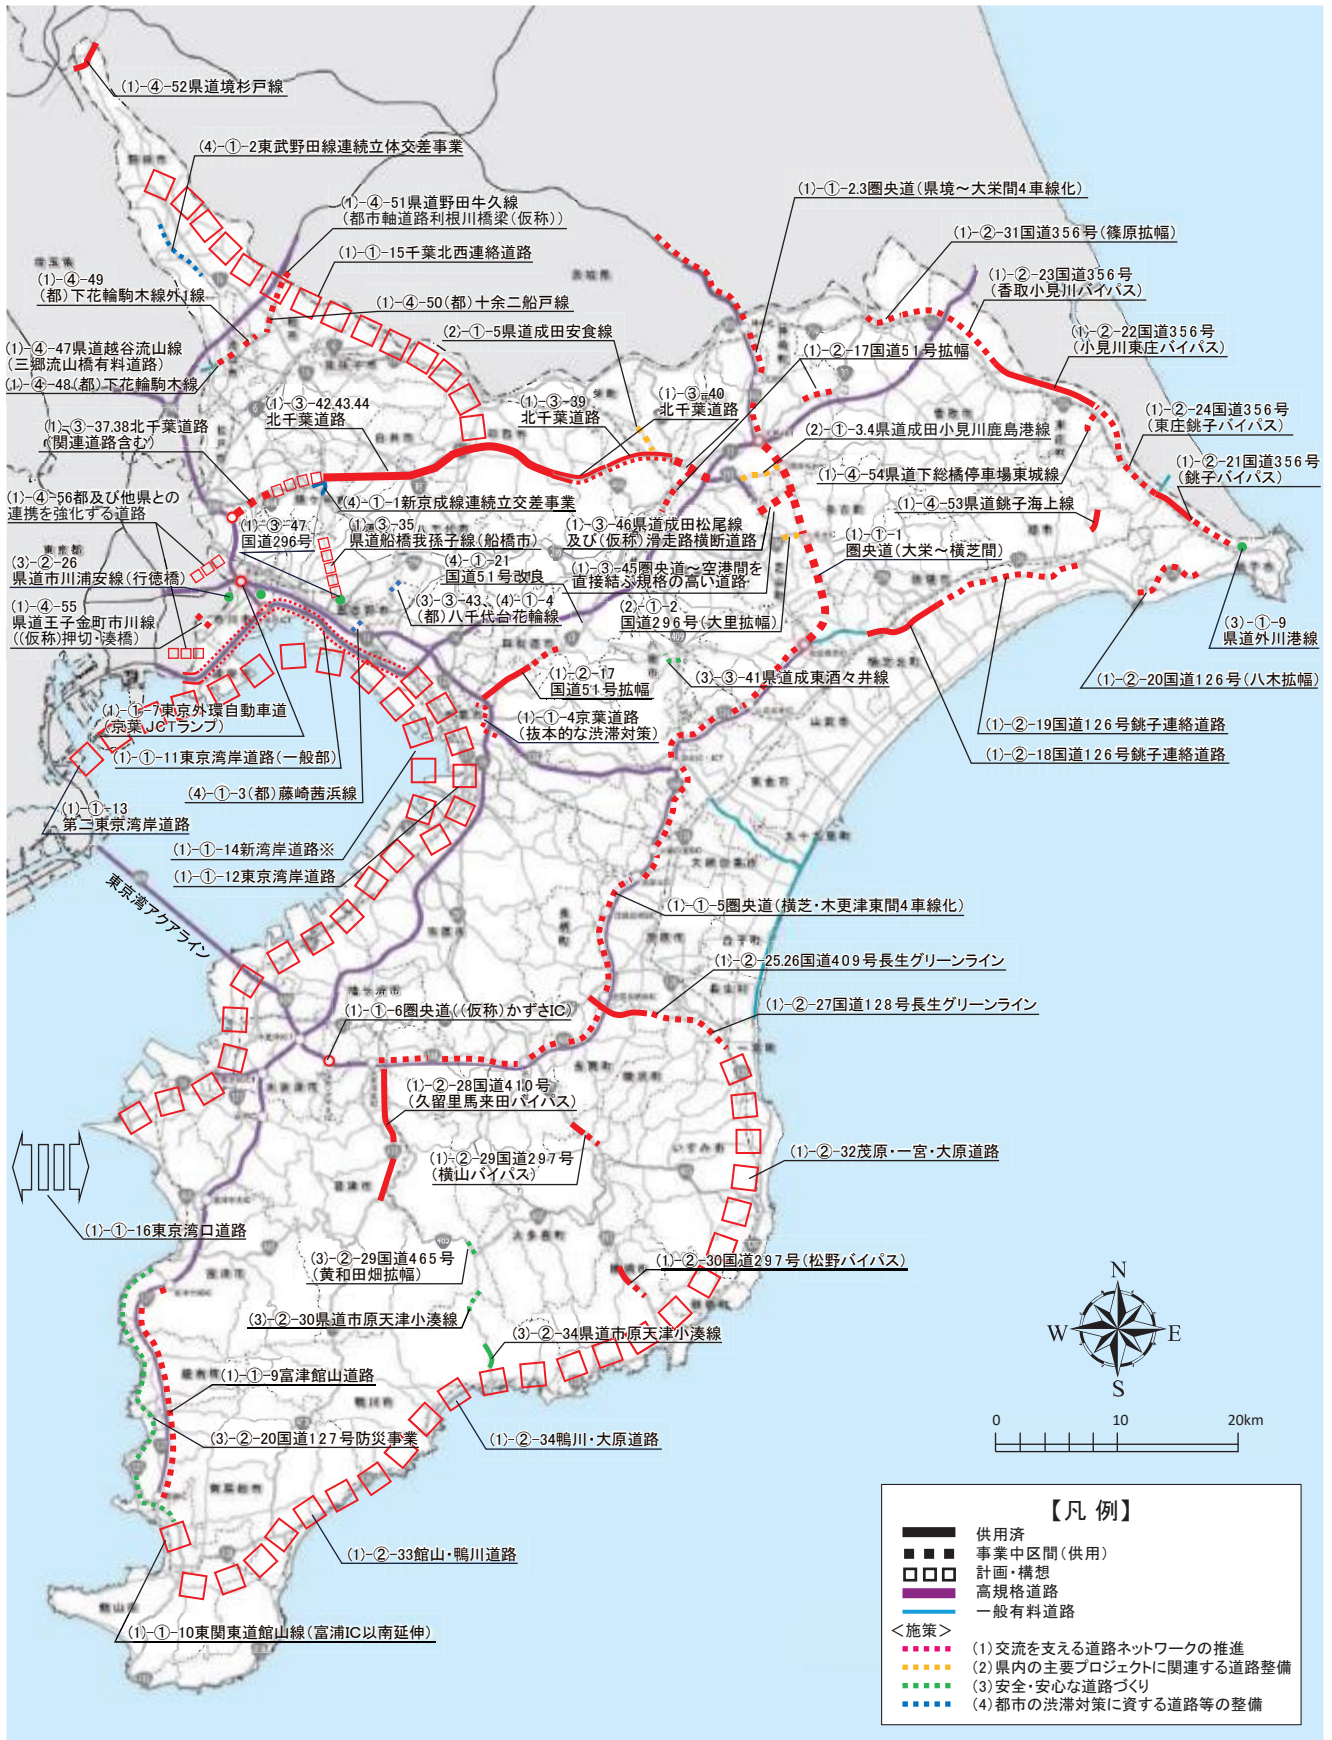 (1)-④-52県道境杉戸線
(4)-①-2東武野田線連続立体交差事業
(1)-④-51県道野田牛久線
(都市軸道路利根川橋梁(仮称))
(1)-①-15千葉北西連絡道路
(1)-④-49
(都)下花輪駒木線外1線
(1)-④-50(都)十余二船戸線
(2)-①-5県道成田安食線
(1)-①-2.3圏央道(県境～大栄間4車線化)
(1)-②-31国道356号(篠原拡幅)
(1)-②-23国道356号
(香取小見川バイパス)
(1)-②-22国道356号
(小見川東庄バイパス)
(1)-④-47県道越谷流山線
(三郷流山橋有料道路)
(1)-④-48(都)下花輪駒木線
(1)-②-17国道51号拡幅
(1)-③-42.43.44
北千葉道路
(1)-③-39
北千葉道路
(1)-③-40
北千葉道路
(1)-③-37.38北千葉道路
(関連道路含む)
(2)-①-3.4県道成田小見川鹿島港線
(1)-②-24国道356号
(東庄銚子バイパス)
(1)-④-54県道下総橘停車場東城線
(1)-②-21国道356号
(銚子バイパス)
(1)-④-56都及び他県との
連携を強化する道路
(4)-①-1新京成線連続立交差事業
(1)-④-53県道銚子海上線
(1)-③-47
国道296号
(1)-③-35
県道船橋我孫子線(船橋市)
(1)-③-46県道成田松尾線
及び(仮称)滑走路横断道路
(1)-①-1
圏央道(大栄～横芝間)
(3)-②-26
県道市川浦安線(行徳橋)
(4)-①-21
国道51号改良
(1)-③-45圏央道～空港間を
直接結ぶ規格の高い道路
(3)-③-43、(4)-①-4
(都)八千代台花輪線
(2)-①-2
国道296号(大里拡幅)
(1)-④-55
県道王子金町市川線
((仮称)押切・湊橋)
(3)-①-9
県道外川港線
(1)-②-17
国道51号拡幅
(3)-③-41県道成東酒々井線
(1)-②-20国道126号(八木拡幅)
(1)-①-7東京外環自動車道
(京葉JCTランプ)
(1)-①-4京葉道路
(抜本的な渋滞対策)
(1)-②-19国道126号銚子連絡道路
(1)-①-11東京湾岸道路(一般部)
(1)-②-18国道126号銚子連絡道路
(4)-①-3(都)藤崎茜浜線
(1)-①-13
第二東京湾岸道路
(1)-①-14新湾岸道路※
(1)-①-12東京湾岸道路
東京湾アクアライン
(1)-①-5圏央道(横芝・木更津東間4車線化)
(1)-②-25.26国道409号長生グリーンライン
(1)-②-27国道128号長生グリーンライン
(1)-①-6圏央道((仮称)かずさIC)
(1)-②-28国道410号
(久留里馬来田バイパス)
(1)-②-29国道297号
(横山バイパス)
(1)-②-32茂原・一宮・大原道路
(1)-①-16東京湾口道路
(3)-②-29国道465号
(黄和田畑拡幅)
(1)-②-30国道297号(松野バイパス)
(3)-②-30県道市原天津小湊線
(3)-②-34県道市原天津小湊線
(1)-①-9富津館山道路
(3)-②-20国道127号防災事業
(1)-②-34鴨川・大原道路
(1)-②-33館山・鴨川道路
(1)-①-10東関東道館山線(富浦IC以南延伸)
N
W E
S
0 10 20km
【凡 例】
供用済
事業中区間(供用)
計画・構想
高規格道路
一般有料道路
＜施策＞
(1)交流を支える道路ネットワークの推進
(2)県内の主要プロジェクトに関連する道路整備
(3)安全・安心な道路づくり
(4)都市の渋滞対策に資する道路等の整備